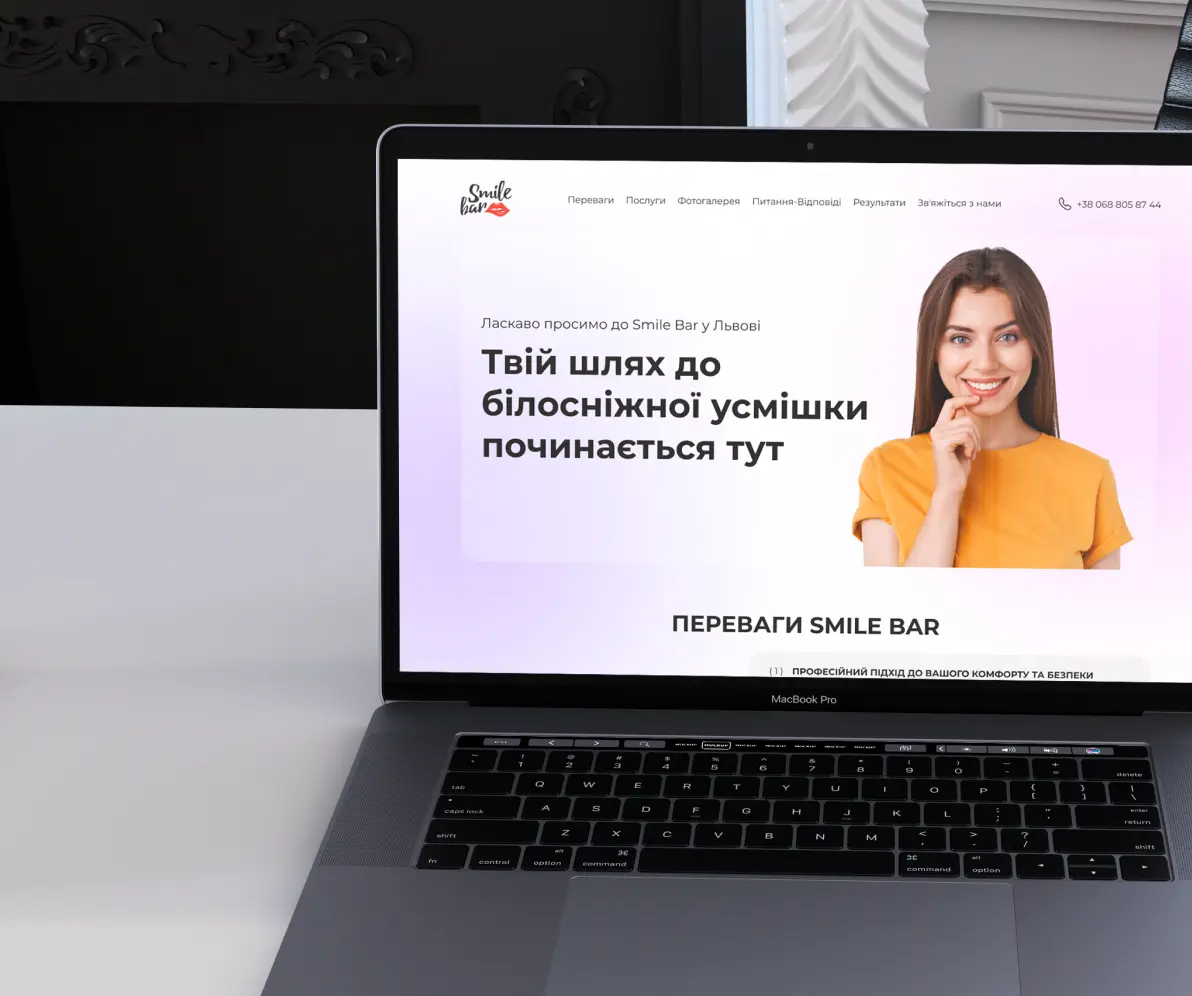 Smile
bar
Переваги Послуги Фотогалерея Питання-Відповіді Результати Зв'яжіться з нами
+38 068 805 87 44
Ласкаво просимо до Smile Bar у Львові
Твій шлях до
білосніжної усмішки
починається тут
ПЕРЕВАГИ SMILE BAR
(1) ПРОФЕСІЙНИЙ ПІДХІД ДО ВАШОГО КОМФОРТУ ТА БЕЗПЕКИ
MacBook Pro
~ ! 1 @ 2 # 3 $ 4 % 5 ^ 6 & 7 * 8 ( 9 ) 0 — - + = delete
tab Q W E R T Y U I O P { [ } ] | \
caps lock A S D F G H J K L : ; " ' enter return
shift Z X C V B N M < , > . ? / shift
fn control alt option ⌘ command ⌘ command alt option